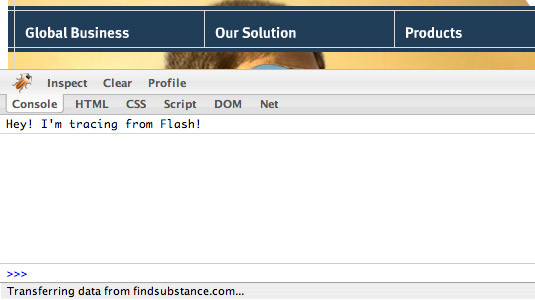 Global Business Our Solution Products
Inspect Clear Profile
Console HTML CSS Script DOM Net
Hey! I'm tracing from Flash!
>>>
Transferring data from findsubstance.com...